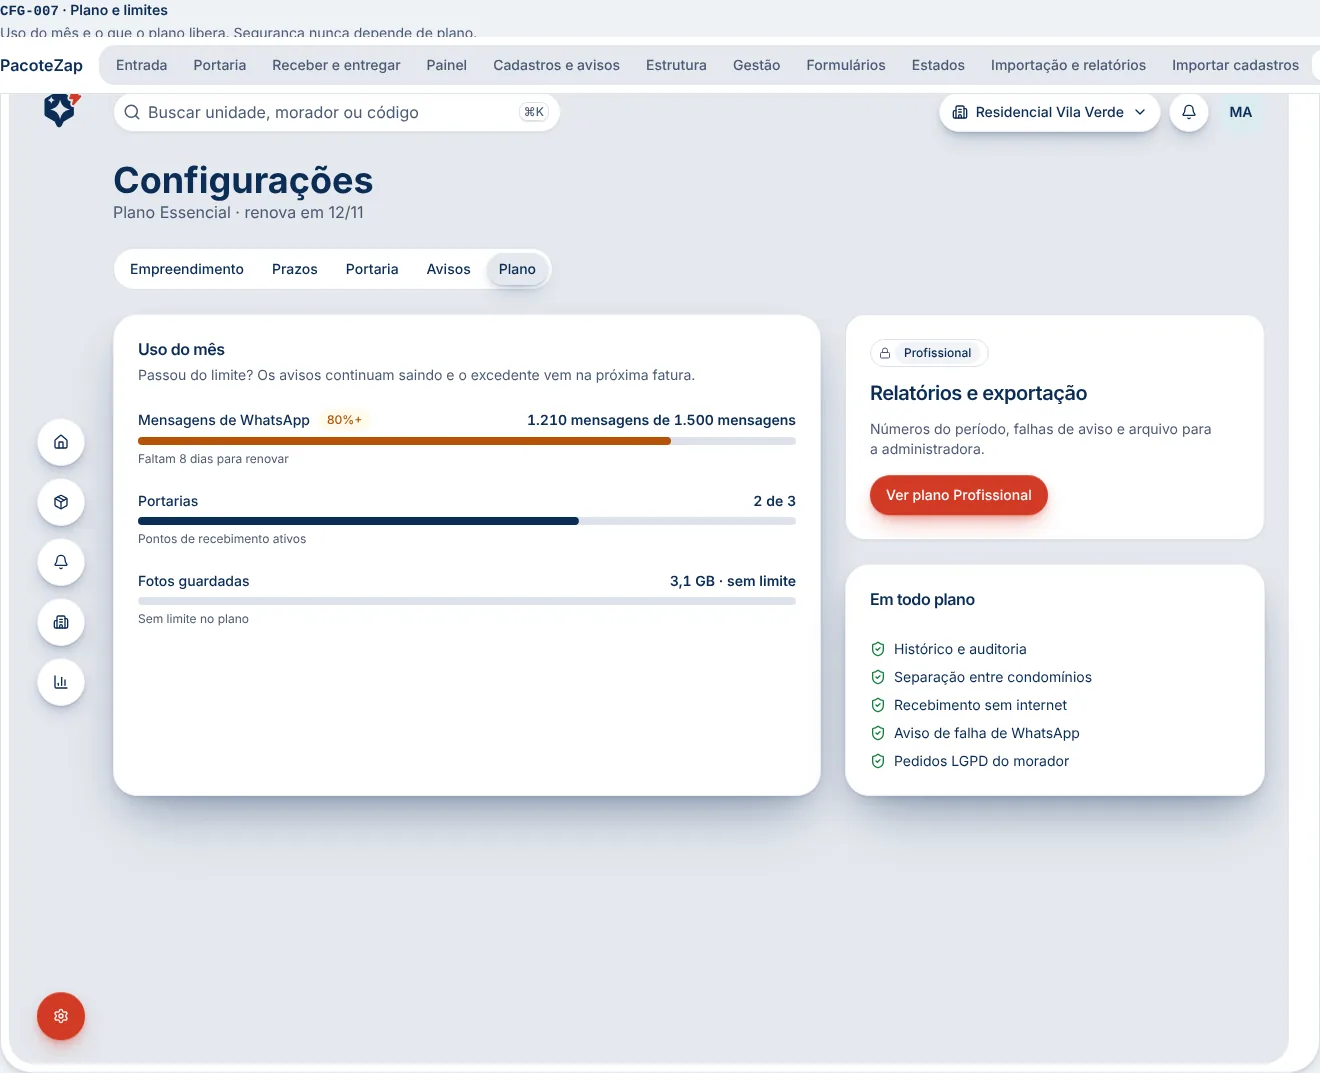 CFG-007 · Plano e limites
Uso do mês e o que o plano libera. Segurança nunca depende de plano.
PacoteZap
Entrada
Portaria
Receber e entregar
Painel
Cadastros e avisos
Estrutura
Gestão
Formulários
Estados
Importação e relatórios
Importar cadastros
Buscar unidade, morador ou código
⌘K
Residencial Vila Verde
MA
Configurações
Plano Essencial · renova em 12/11
Empreendimento
Prazos
Portaria
Avisos
Plano
Uso do mês
Passou do limite? Os avisos continuam saindo e o excedente vem na próxima fatura.
Mensagens de WhatsApp 80%+ 1.210 mensagens de 1.500 mensagens
Faltam 8 dias para renovar
Portarias 2 de 3
Pontos de recebimento ativos
Fotos guardadas 3,1 GB · sem limite
Sem limite no plano
Profissional
Relatórios e exportação
Números do período, falhas de aviso e arquivo para
a administradora.
Ver plano Profissional
Em todo plano
Histórico e auditoria
Separação entre condomínios
Recebimento sem internet
Aviso de falha de WhatsApp
Pedidos LGPD do morador